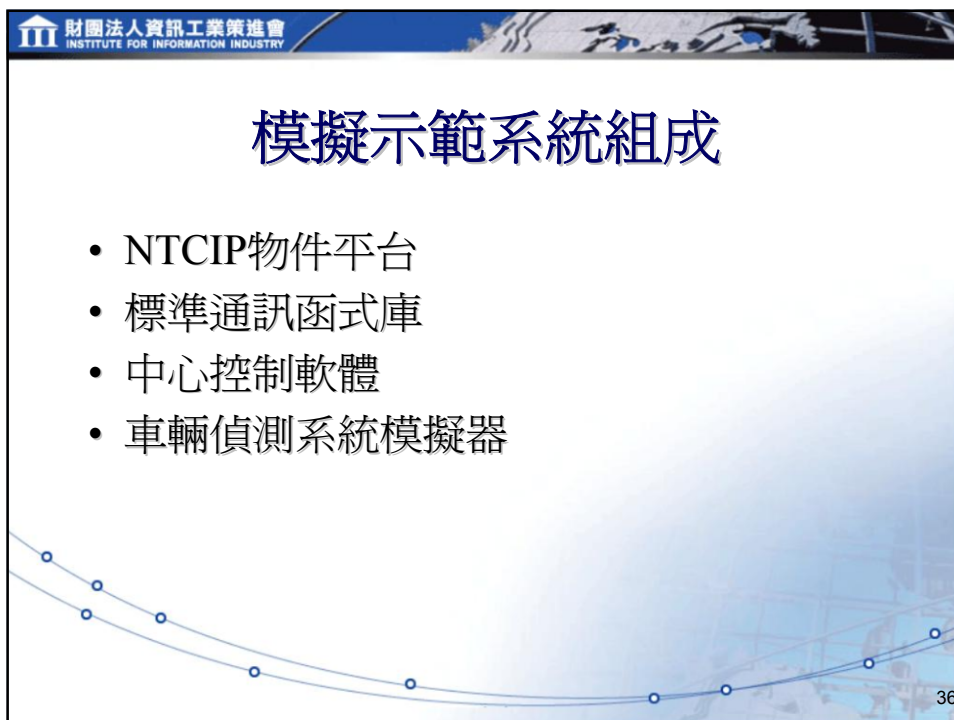 財團法人資訊工業策進會
INSTITUTE FOR INFORMATION INDUSTRY
模擬示範系統組成
• NTCIP物件平台
• 標準通訊函式庫
• 中心控制軟體
• 車輛偵測系統模擬器
36